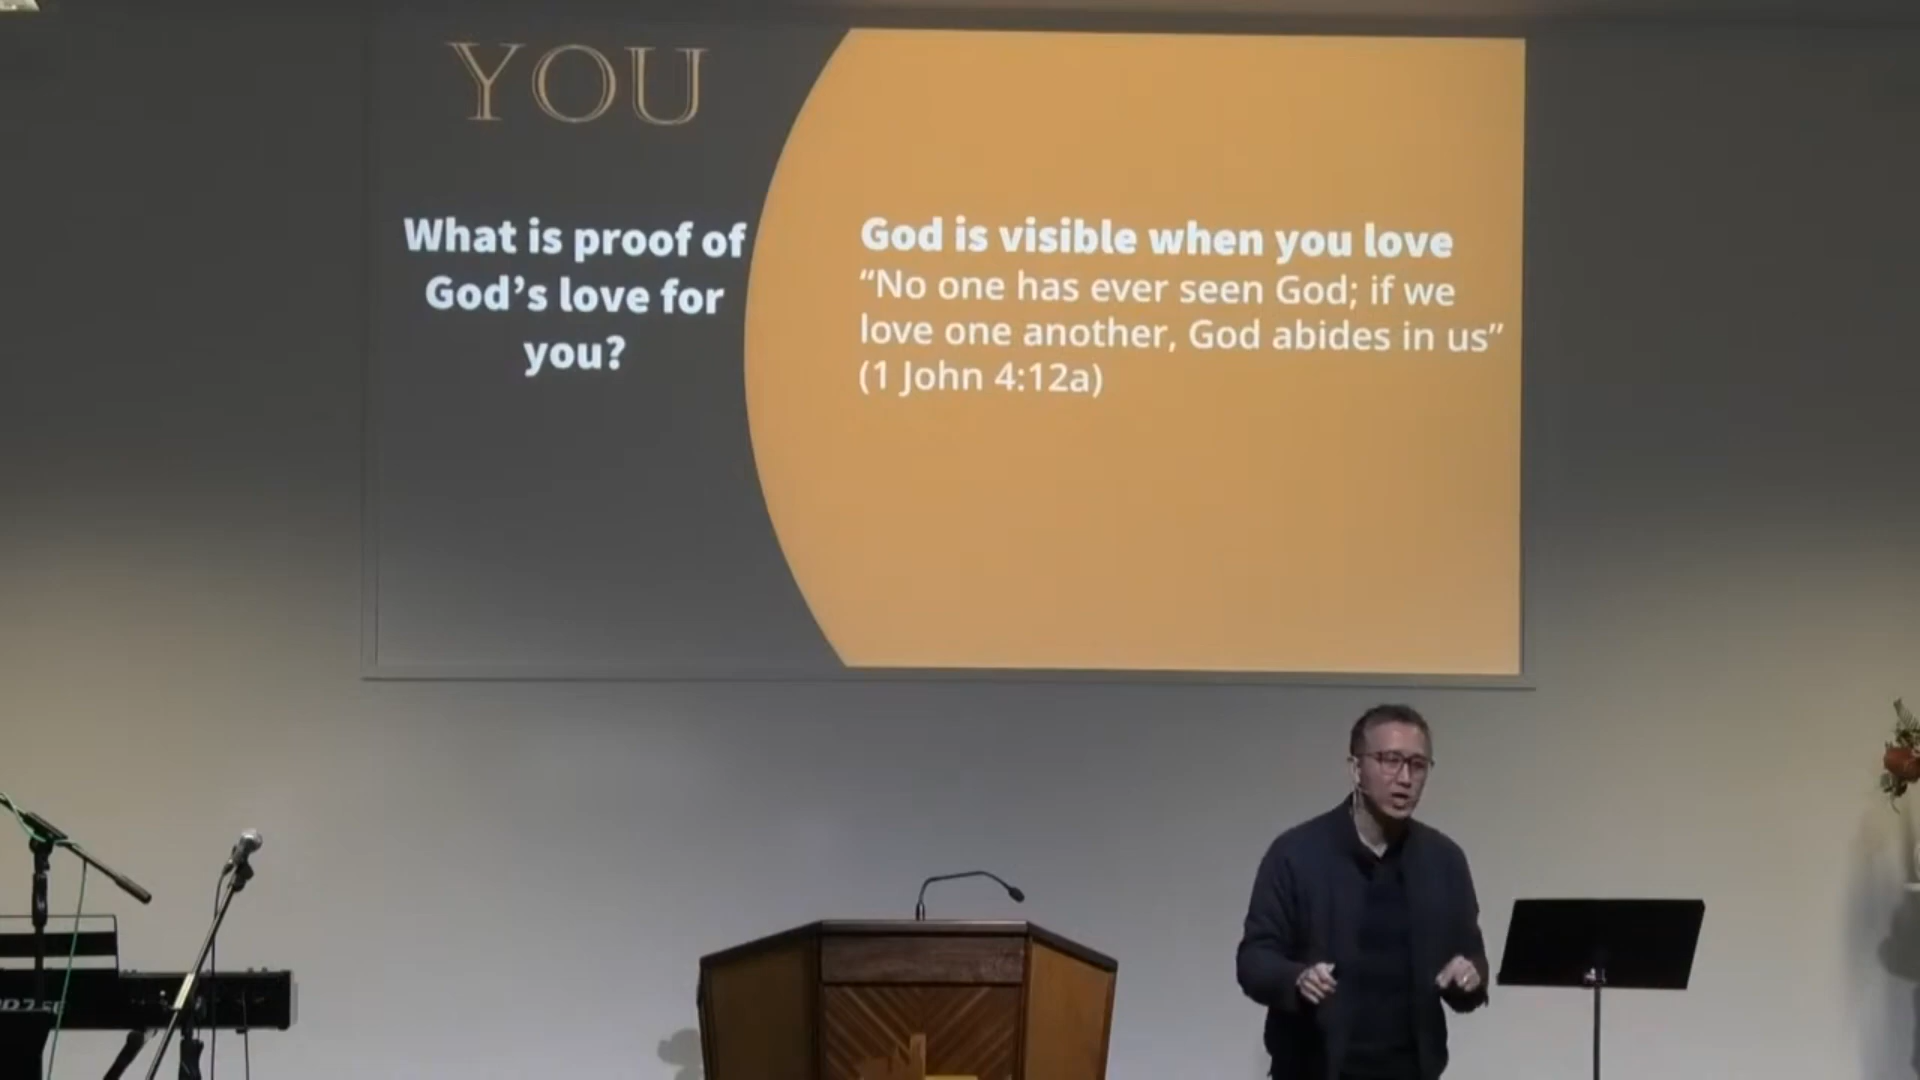 YOU
What is proof of
God’s love for
you?
God is visible when you love
“No one has ever seen God; if we
love one another, God abides in us”
(1 John 4:12a)